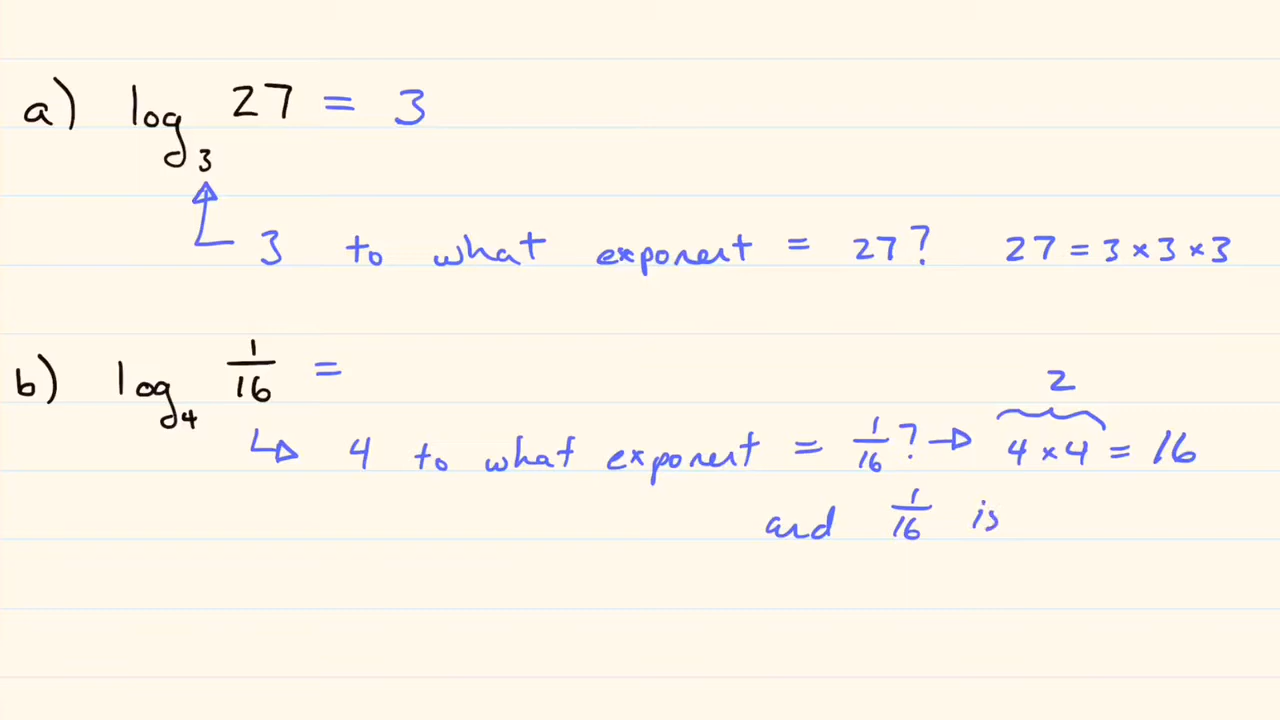 a) log₃ 27 = 3
3 to what exponent = 27? 27 = 3 × 3 × 3
b) log₄ 1/16 =
2
4 to what exponent = 1/16? → 4 × 4 = 16
and 1/16 is